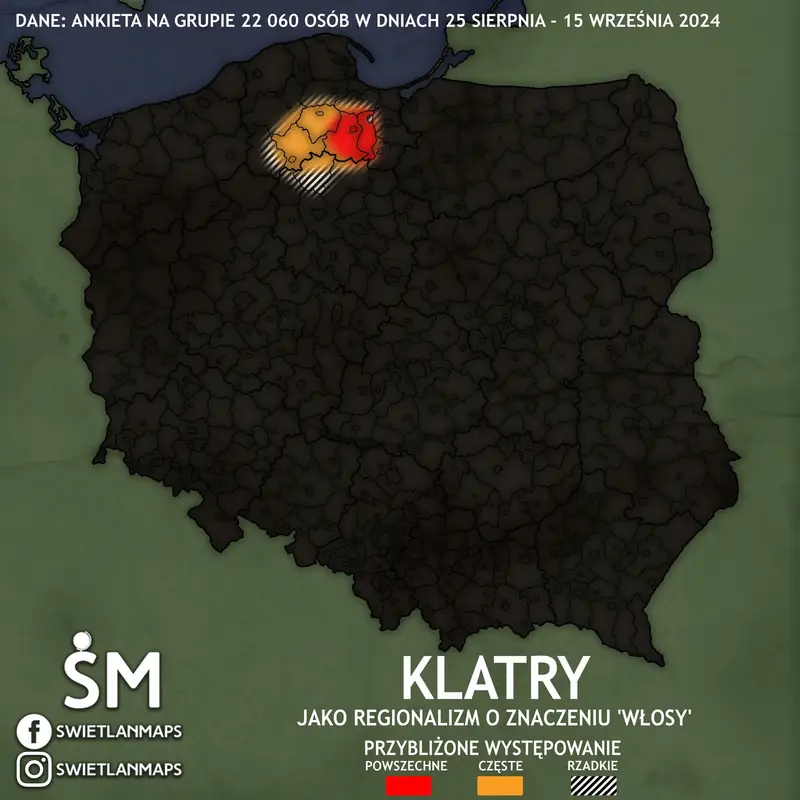 DANE: ANKIETA NA GRUPIE 22 060 OSÓB W DNIACH 25 SIERPNIA - 15 WRZEŚNIA 2024
ŚM
SWIETLANMAPS
SWIETLANMAPS
KLATRY
JAKO REGIONALIZM O ZNACZENIU 'WŁOSY'
PRZYBLIŻONE WYSTĘPOWANIE
POWSZECHNE CZĘSTE RZADKIE